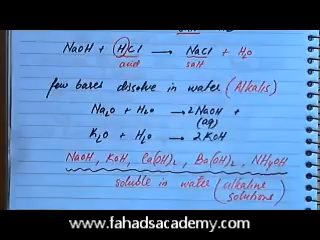 NaOH + HCl → NaCl + H₂O
acid salt
few bases dissolve in water (Alkalis)
Na₂O + H₂O → 2NaOH +
(aq)
K₂O + H₂O → 2KOH
NaOH, KOH, Ca(OH)₂, Ba(OH)₂, NH₄OH
soluble in water (alkaline
solutions)
www.fahadsacademy.com